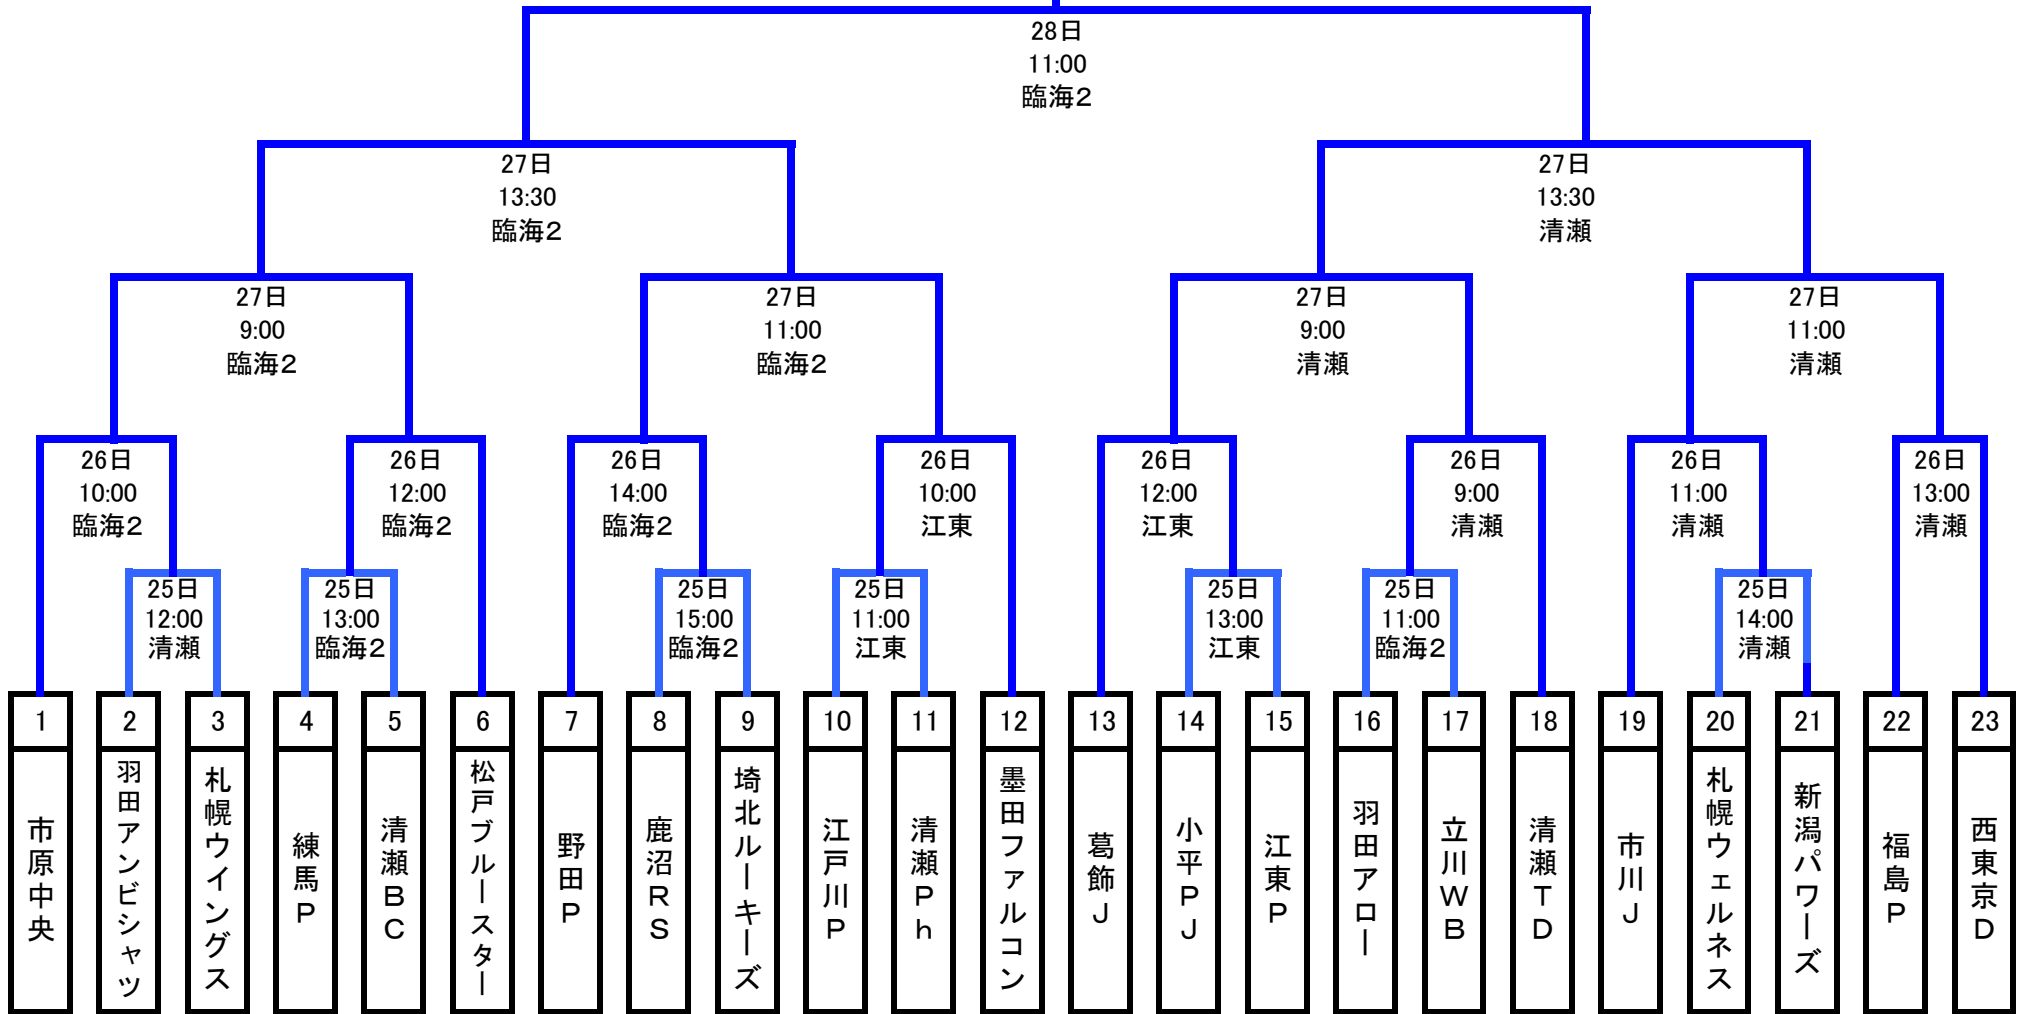 28日
11:00
臨海2
27日
13:30
臨海2
27日
13:30
清瀬
27日
9:00
臨海2
27日
11:00
臨海2
27日
9:00
清瀬
27日
11:00
清瀬
26日
10:00
臨海2
26日
12:00
臨海2
26日
14:00
臨海2
26日
10:00
江東
26日
12:00
江東
26日
9:00
清瀬
26日
11:00
清瀬
26日
13:00
清瀬
25日
12:00
清瀬
25日
13:00
臨海2
25日
15:00
臨海2
25日
11:00
江東
25日
13:00
江東
25日
11:00
臨海2
25日
14:00
清瀬
1
市原中央
2
羽田アンビシャツ
3
札幌ウイングス
4
練馬P
5
清瀬BC
6
松戸ブルースター
7
野田P
8
鹿沼RS
9
埼北ルーキーズ
10
江戸川P
11
清瀬Ph
12
墨田ファルコン
13
葛飾J
14
小平PJ
15
江東P
16
羽田アロー
17
立川WB
18
清瀬TD
19
市川J
20
札幌ウェルネス
21
新潟パワーズ
22
福島P
23
西東京D